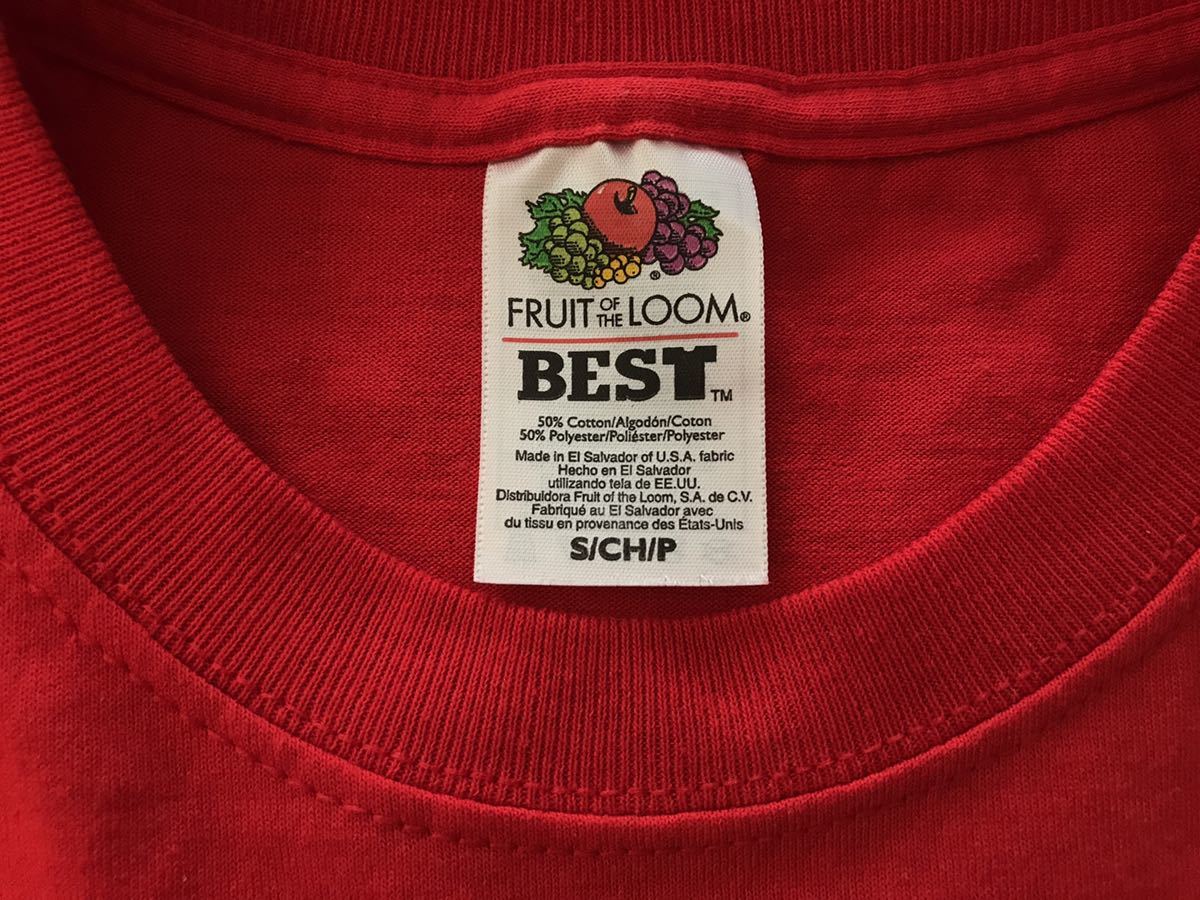 FRUIT OF THE LOOM®
BEST™
50% Cotton/Algodón/Coton
50% Polyester/Poliéster/Polyester
Made in El Salvador of U.S.A. fabric
Hecho en El Salvador
utilizando tela de EE.UU.
Distribuidora Fruit of the Loom, S.A. de C.V.
Fabriqué au El Salvador avec
du tissu en provenance des États-Unis
S/CH/P